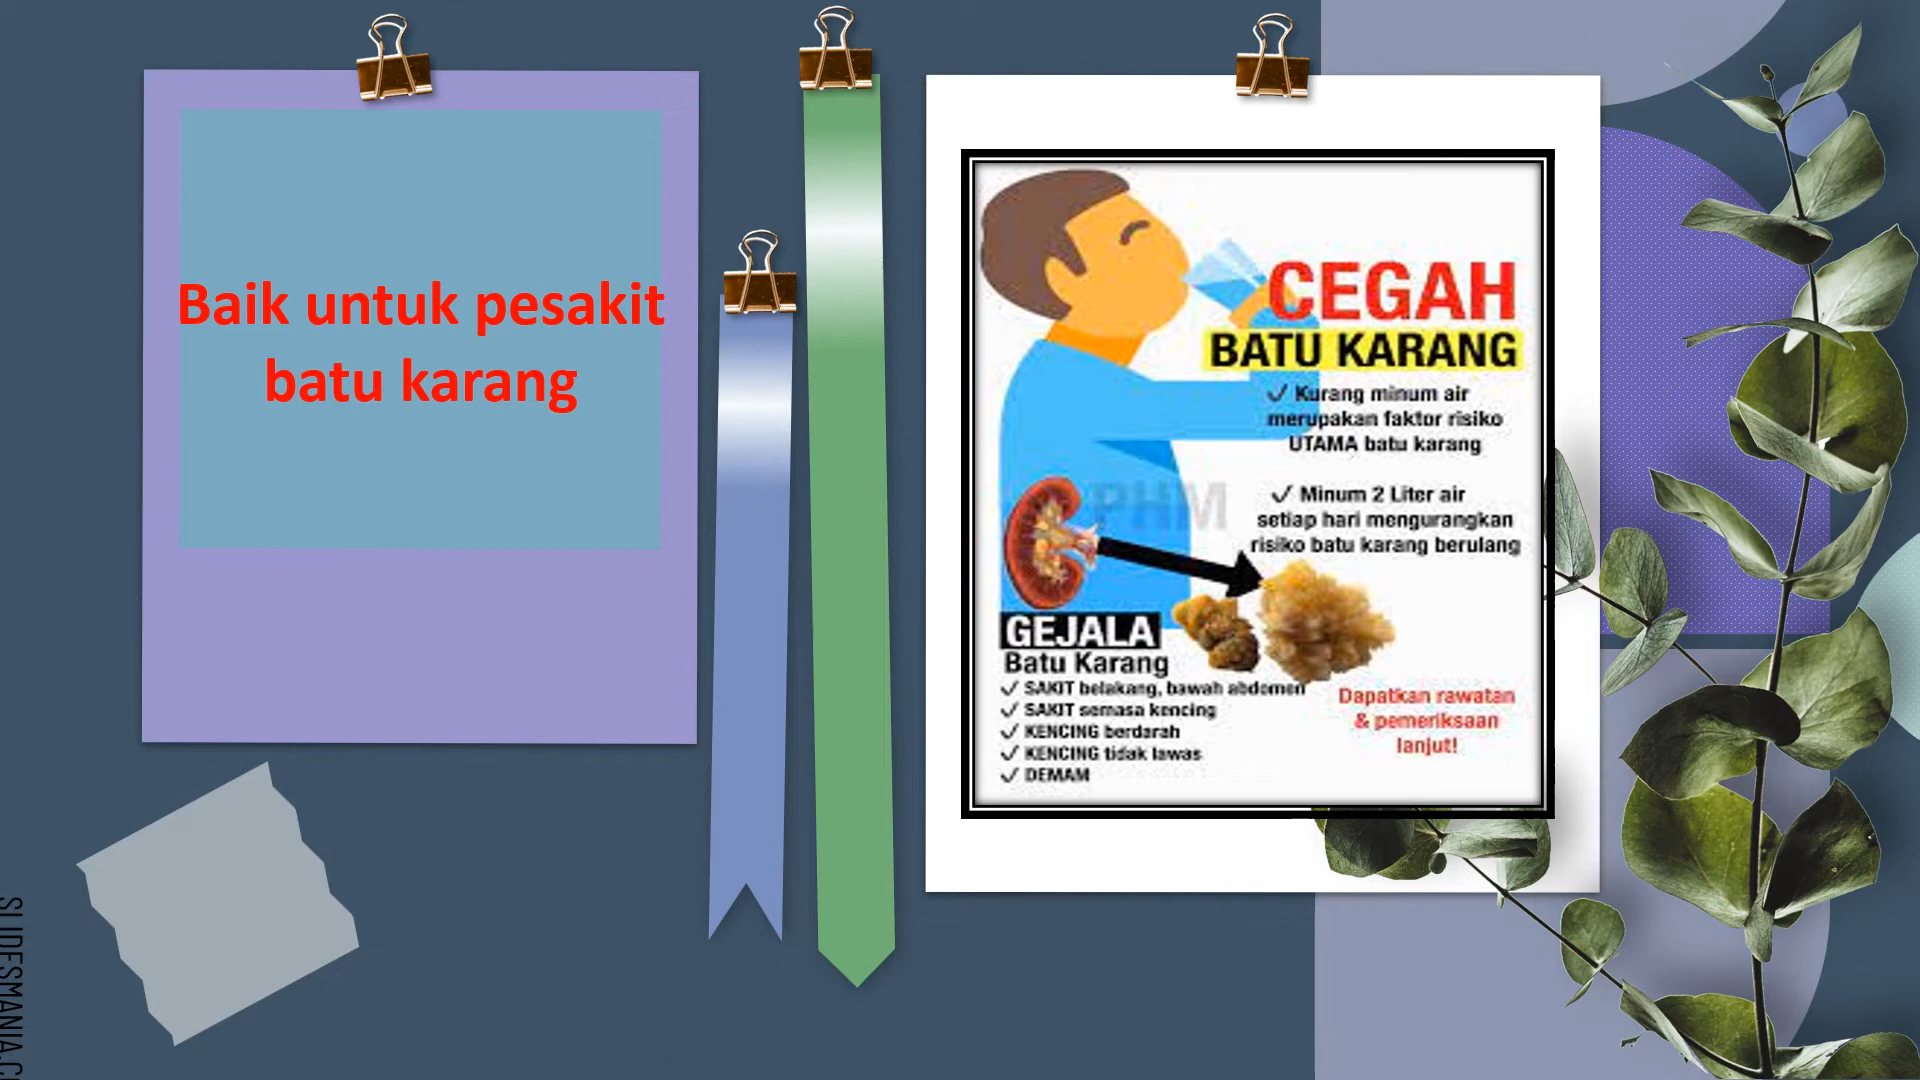 Baik untuk pesakit
batu karang
CEGAH
BATU KARANG
✓ Kurang minum air
merupakan faktor risiko
UTAMA batu karang
PHM
✓ Minum 2 Liter air
setiap hari mengurangkan
risiko batu karang berulang
GEJALA
Batu Karang
✓ SAKIT belakang, bawah abdomen
✓ SAKIT semasa kencing
✓ KENCING berdarah
✓ KENCING tidak lawas
✓ DEMAM
Dapatkan rawatan
& pemeriksaan
lanjut!